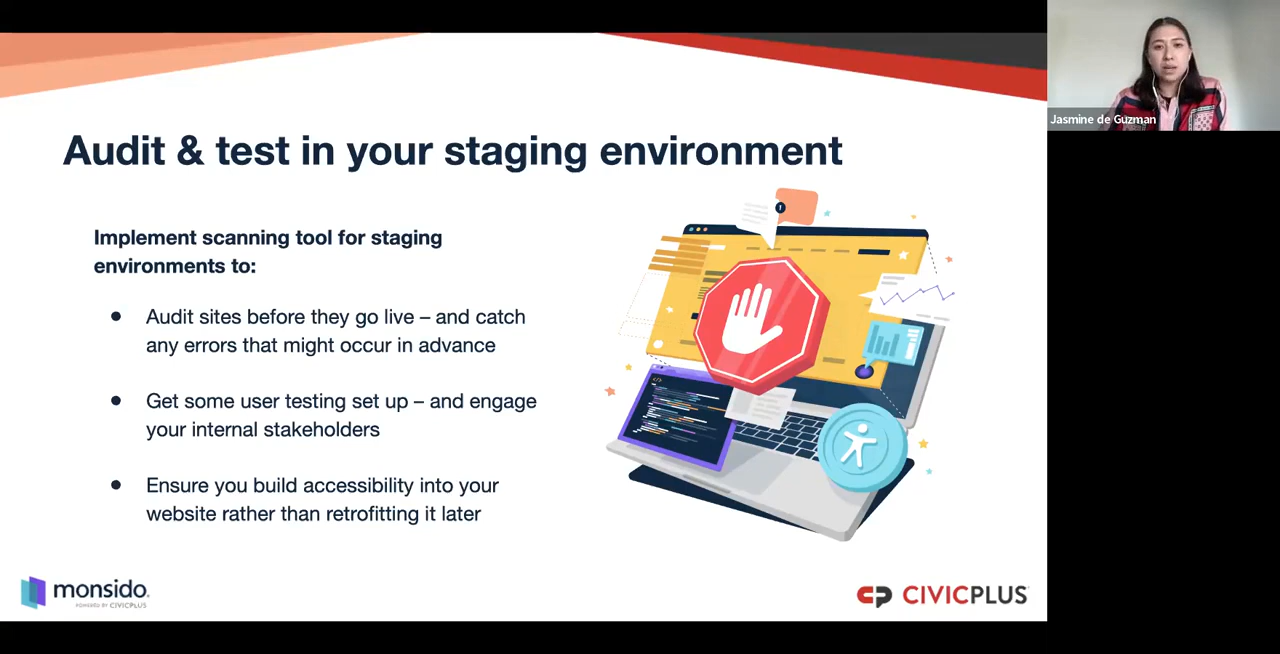 Audit & test in your staging environment
Implement scanning tool for staging
environments to:
● Audit sites before they go live – and catch
any errors that might occur in advance
● Get some user testing set up – and engage
your internal stakeholders
● Ensure you build accessibility into your
website rather than retrofitting it later
monsido
POWERED BY CIVICPLUS
CP CIVICPLUS
Jasmine de Guzman